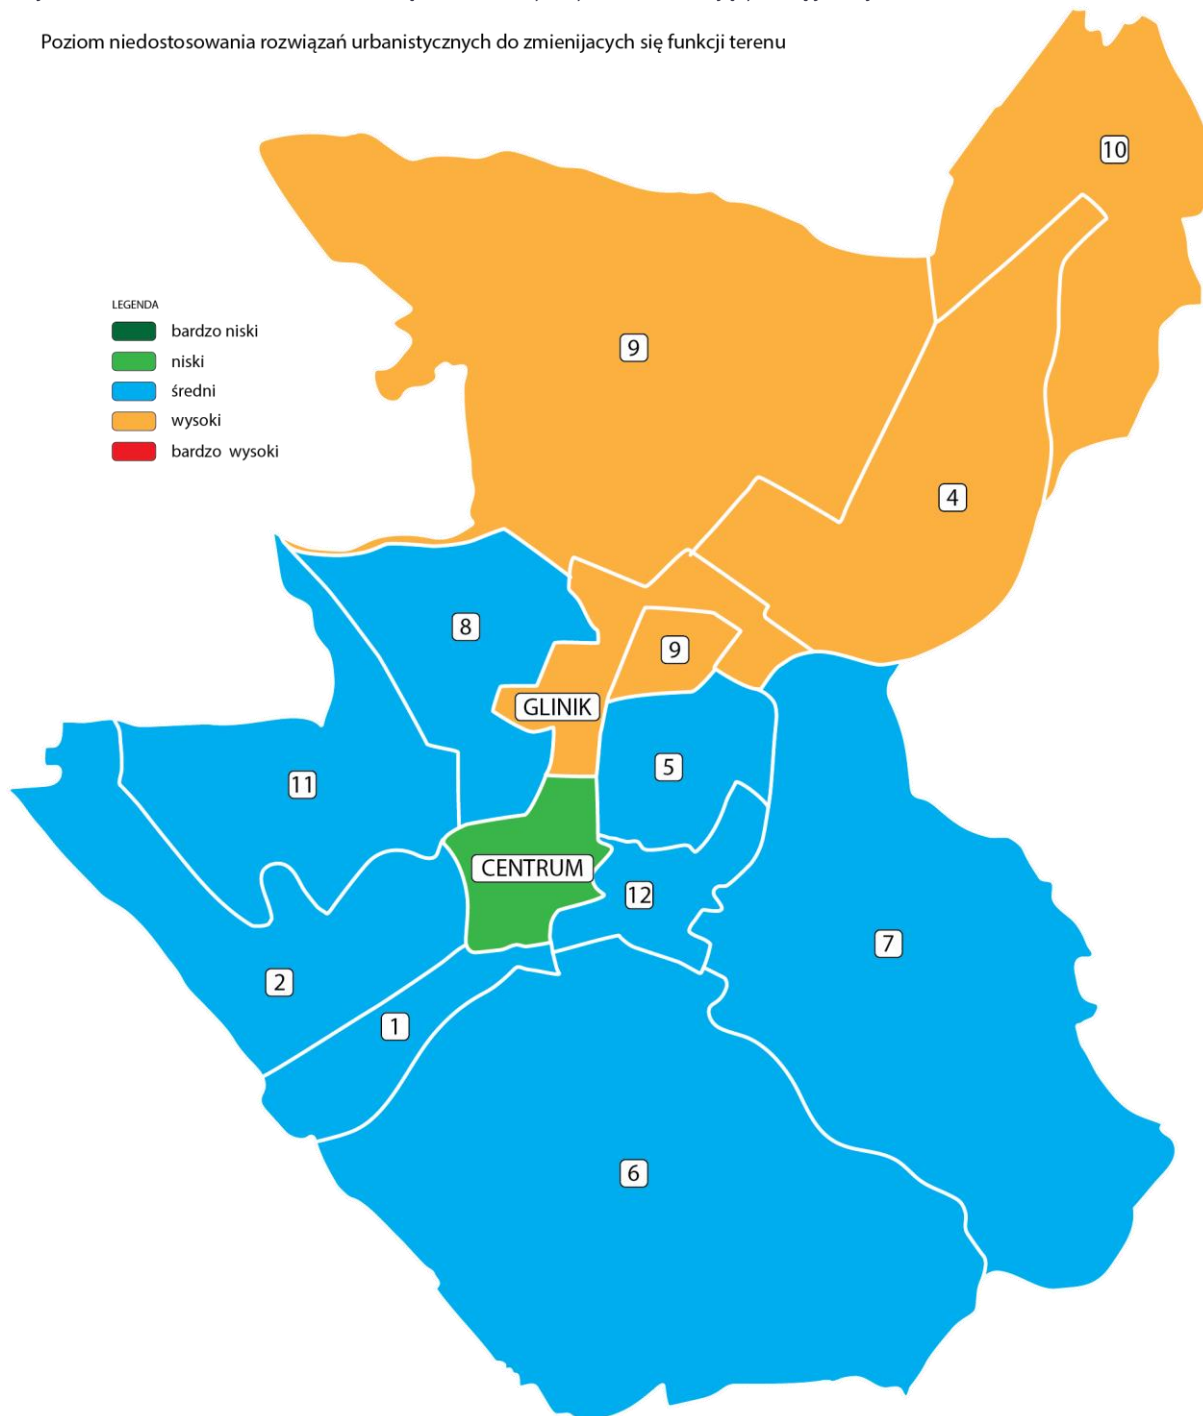 Poziom niedostosowania rozwiązań urbanistycznych do zmienijacych się funkcji terenu
10
LEGENDA
bardzo niski
niski
średni
wysoki
bardzo wysoki
9
4
8
9
GLINIK
5
11
CENTRUM
12
7
2
1
6